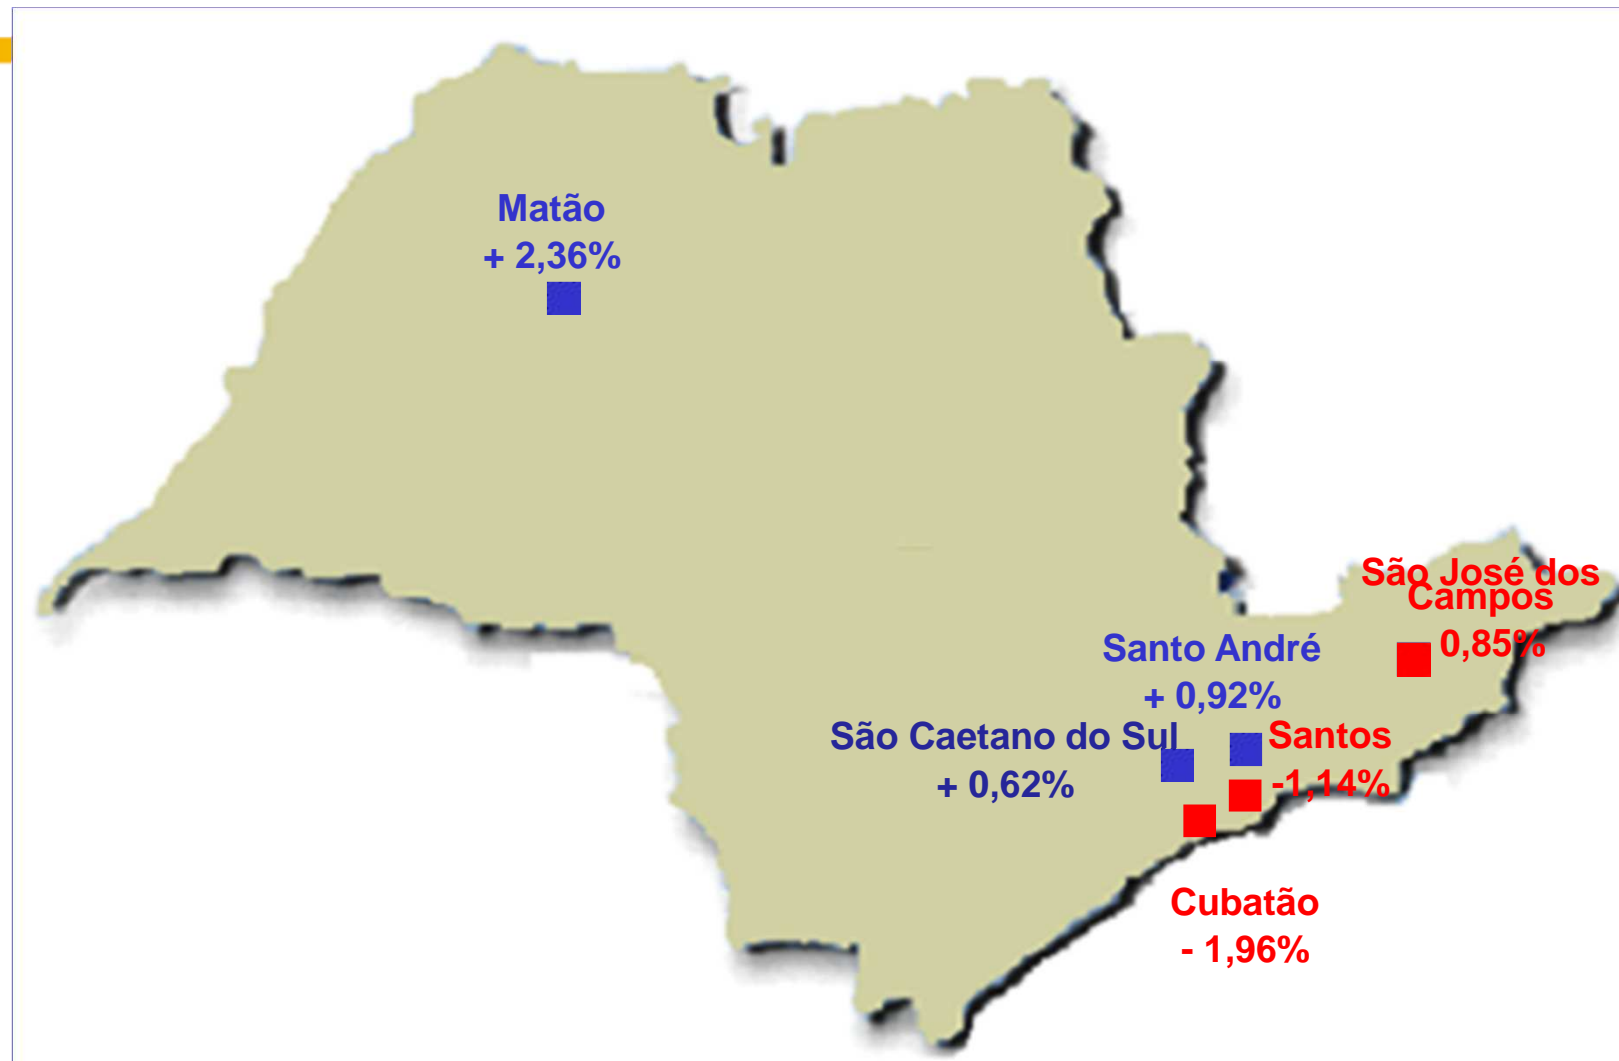 Matão
+ 2,36%
São José dos
Campos
0,85%
Santo André
+ 0,92%
São Caetano do Sul
+ 0,62%
Santos
-1,14%
Cubatão
- 1,96%